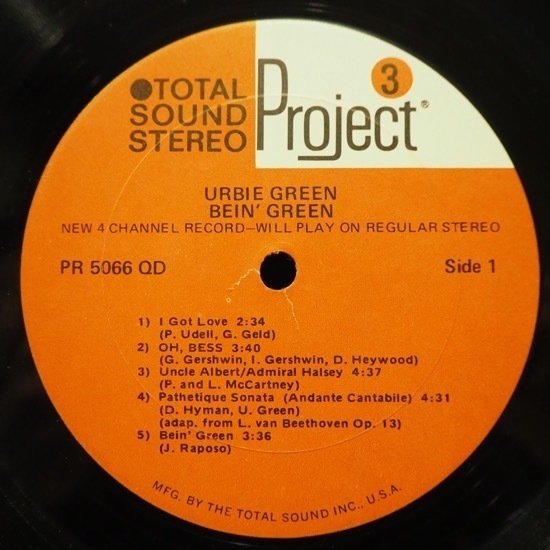 ●TOTAL
SOUND
STEREO
Project 3®
URBIE GREEN
BEIN' GREEN
NEW 4 CHANNEL RECORD–WILL PLAY ON REGULAR STEREO
PR 5066 QD
Side 1
1) I Got Love 2:34
(P. Udell, G. Geld)
2) OH, BESS 3:40
(G. Gershwin, I. Gershwin, D. Heywood)
3) Uncle Albert/Admiral Halsey 4:37
(P. and L. McCartney)
4) Pathetique Sonata (Andante Cantabile) 4:31
(D. Hyman, U. Green)
(adap. from L. van Beethoven Op. 13)
5) Bein' Green 3:36
(J. Raposo)
MFG. BY THE TOTAL SOUND INC., U.S.A.